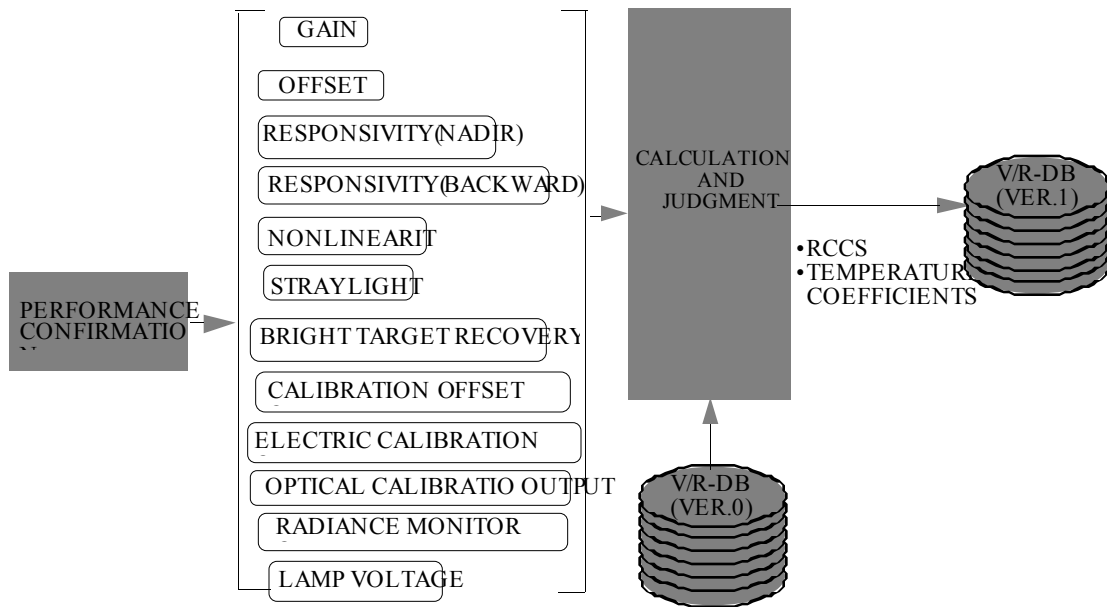 GAIN
OFFSET
RESPONSIVITY(NADIR)
RESPONSIVITY(BACKWARD)
NONLINEARIT
STRAYLIGHT
BRIGHT TARGET RECOVERY
CALIBRATION OFFSET
ELECTRIC CALIBRATION
OPTICAL CALIBRATIO OUTPUT
RADIANCE MONITOR
LAMP VOLTAGE
PERFORMANCE
CONFIRMATIO
CALCULATION
AND
JUDGMENT
•RCCS
•TEMPERATURE
COEFFICIENTS
V/R-DB
(VER.1)
V/R-DB
(VER.0)